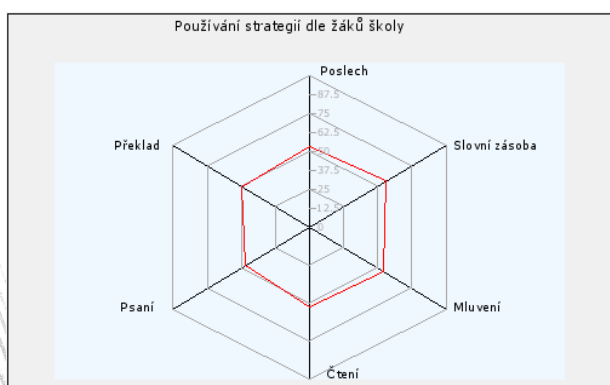 Používání strategií dle žáků školy
Poslech
87.5
75
62.5
50
37.5
25
12.5
0
Překlad
Slovní zásoba
Psaní
Mluvení
Čtení